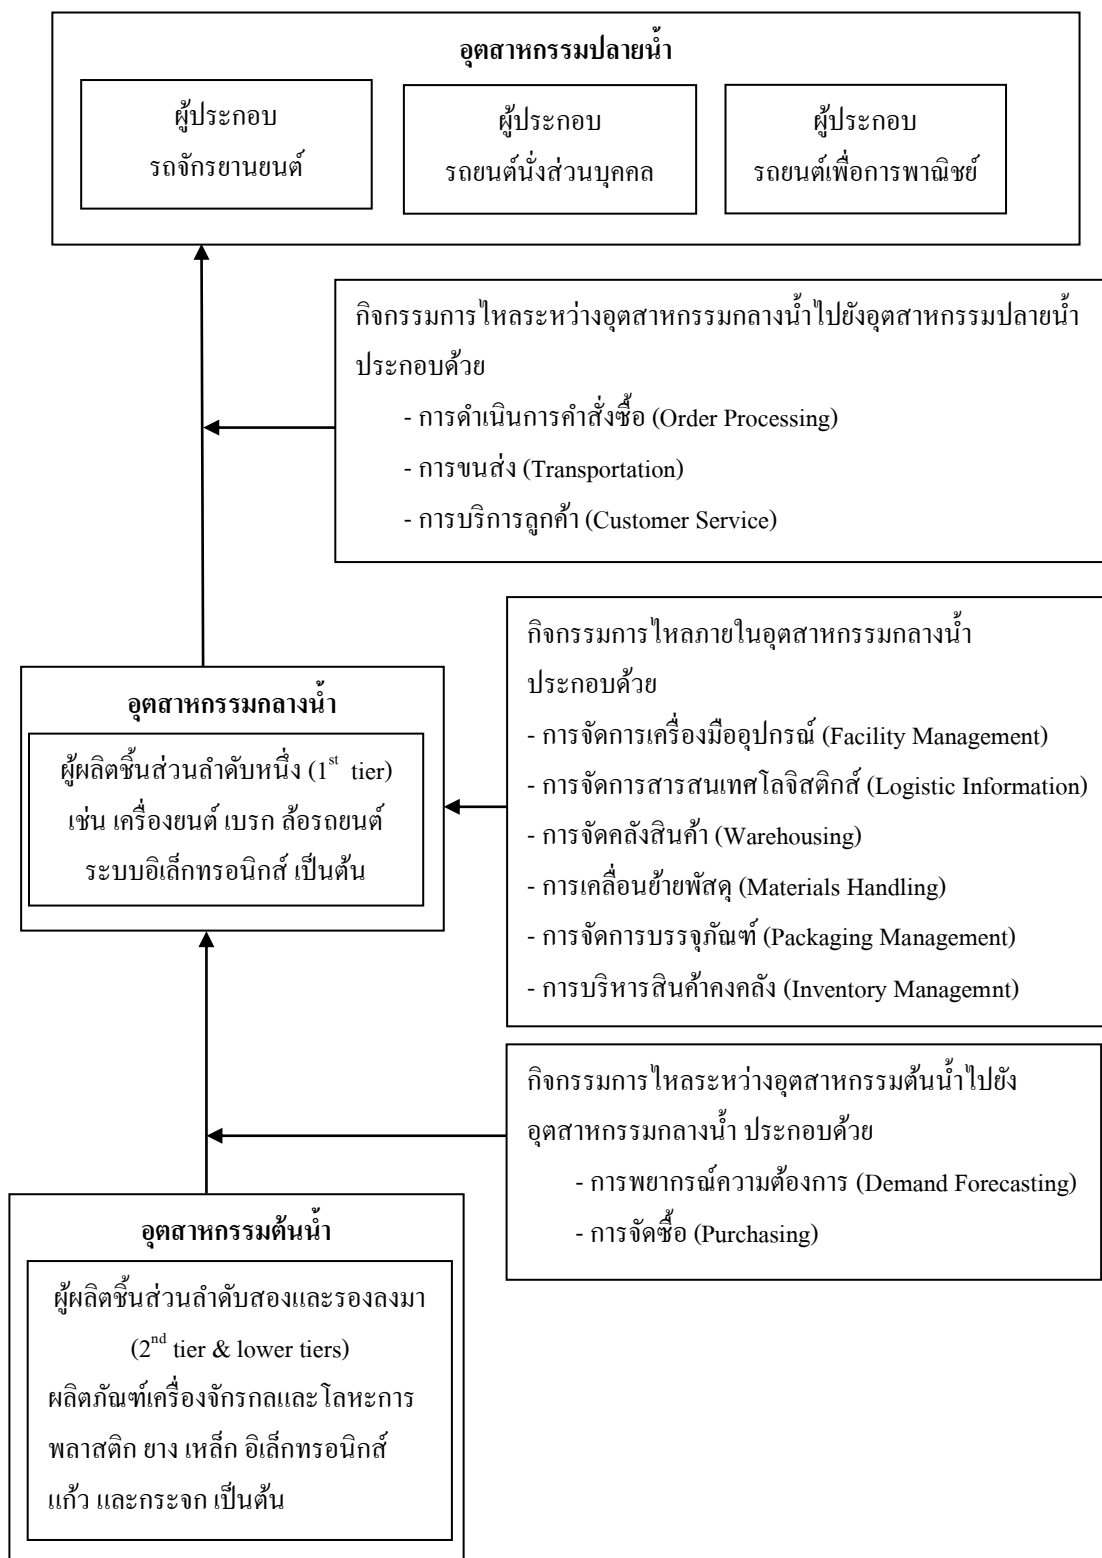 อุตสาหกรรมปลายน้ำ
ผู้ประกอบ
รถจักรยานยนต์
ผู้ประกอบ
รถยนต์นั่งส่วนบุคคล
ผู้ประกอบ
รถยนต์เพื่อการพาณิชย์
กิจกรรมการไหลระหว่างอุตสาหกรรมกลางน้ำไปยังอุตสาหกรรมปลายน้ำ
ประกอบด้วย
- การดำเนินการคำสั่งซื้อ (Order Processing)
- การขนส่ง (Transportation)
- การบริการลูกค้า (Customer Service)
กิจกรรมการไหลภายในอุตสาหกรรมกลางน้ำ
ประกอบด้วย
- การจัดการเครื่องมืออุปกรณ์ (Facility Management)
- การจัดการสารสนเทศโลจิสติกส์ (Logistic Information)
- การจัดคลังสินค้า (Warehousing)
- การเคลื่อนย้ายพัสดุ (Materials Handling)
- การจัดการบรรจุภัณฑ์ (Packaging Management)
- การบริหารสินค้าคงคลัง (Inventory Managemnt)
อุตสาหกรรมกลางน้ำ
ผู้ผลิตชิ้นส่วนลำดับหนึ่ง (1st tier)
เช่น เครื่องยนต์ เบรก ล้อรถยนต์
ระบบอิเล็กทรอนิกส์ เป็นต้น
กิจกรรมการไหลระหว่างอุตสาหกรรมต้นน้ำไปยัง
อุตสาหกรรมกลางน้ำ ประกอบด้วย
- การพยากรณ์ความต้องการ (Demand Forecasting)
- การจัดซื้อ (Purchasing)
อุตสาหกรรมต้นน้ำ
ผู้ผลิตชิ้นส่วนลำดับสองและรองลงมา
(2nd tier & lower tiers)
ผลิตภัณฑ์เครื่องจักรกลและโลหะการ
พลาสติก ยาง เหล็ก อิเล็กทรอนิกส์
แก้ว และกระจก เป็นต้น